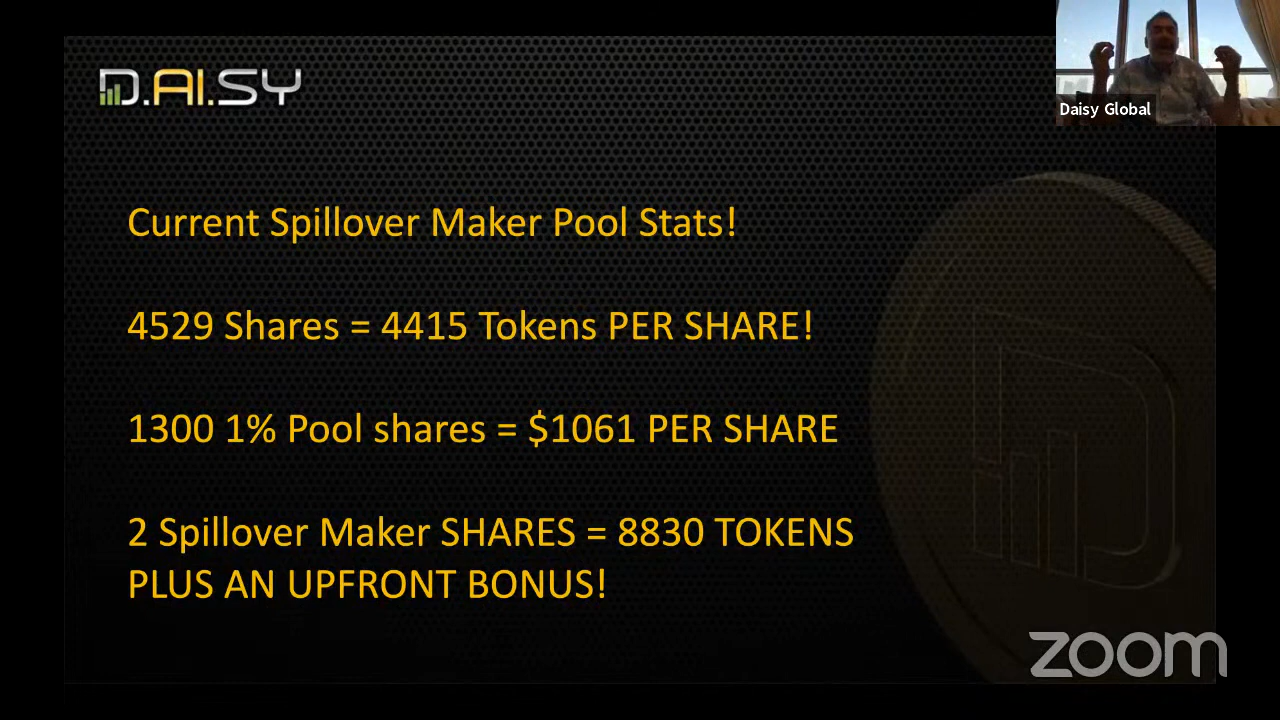 D.AI.SY
Daisy Global
Current Spillover Maker Pool Stats!
4529 Shares = 4415 Tokens PER SHARE!
1300 1% Pool shares = $1061 PER SHARE
2 Spillover Maker SHARES = 8830 TOKENS
PLUS AN UPFRONT BONUS!
zoom